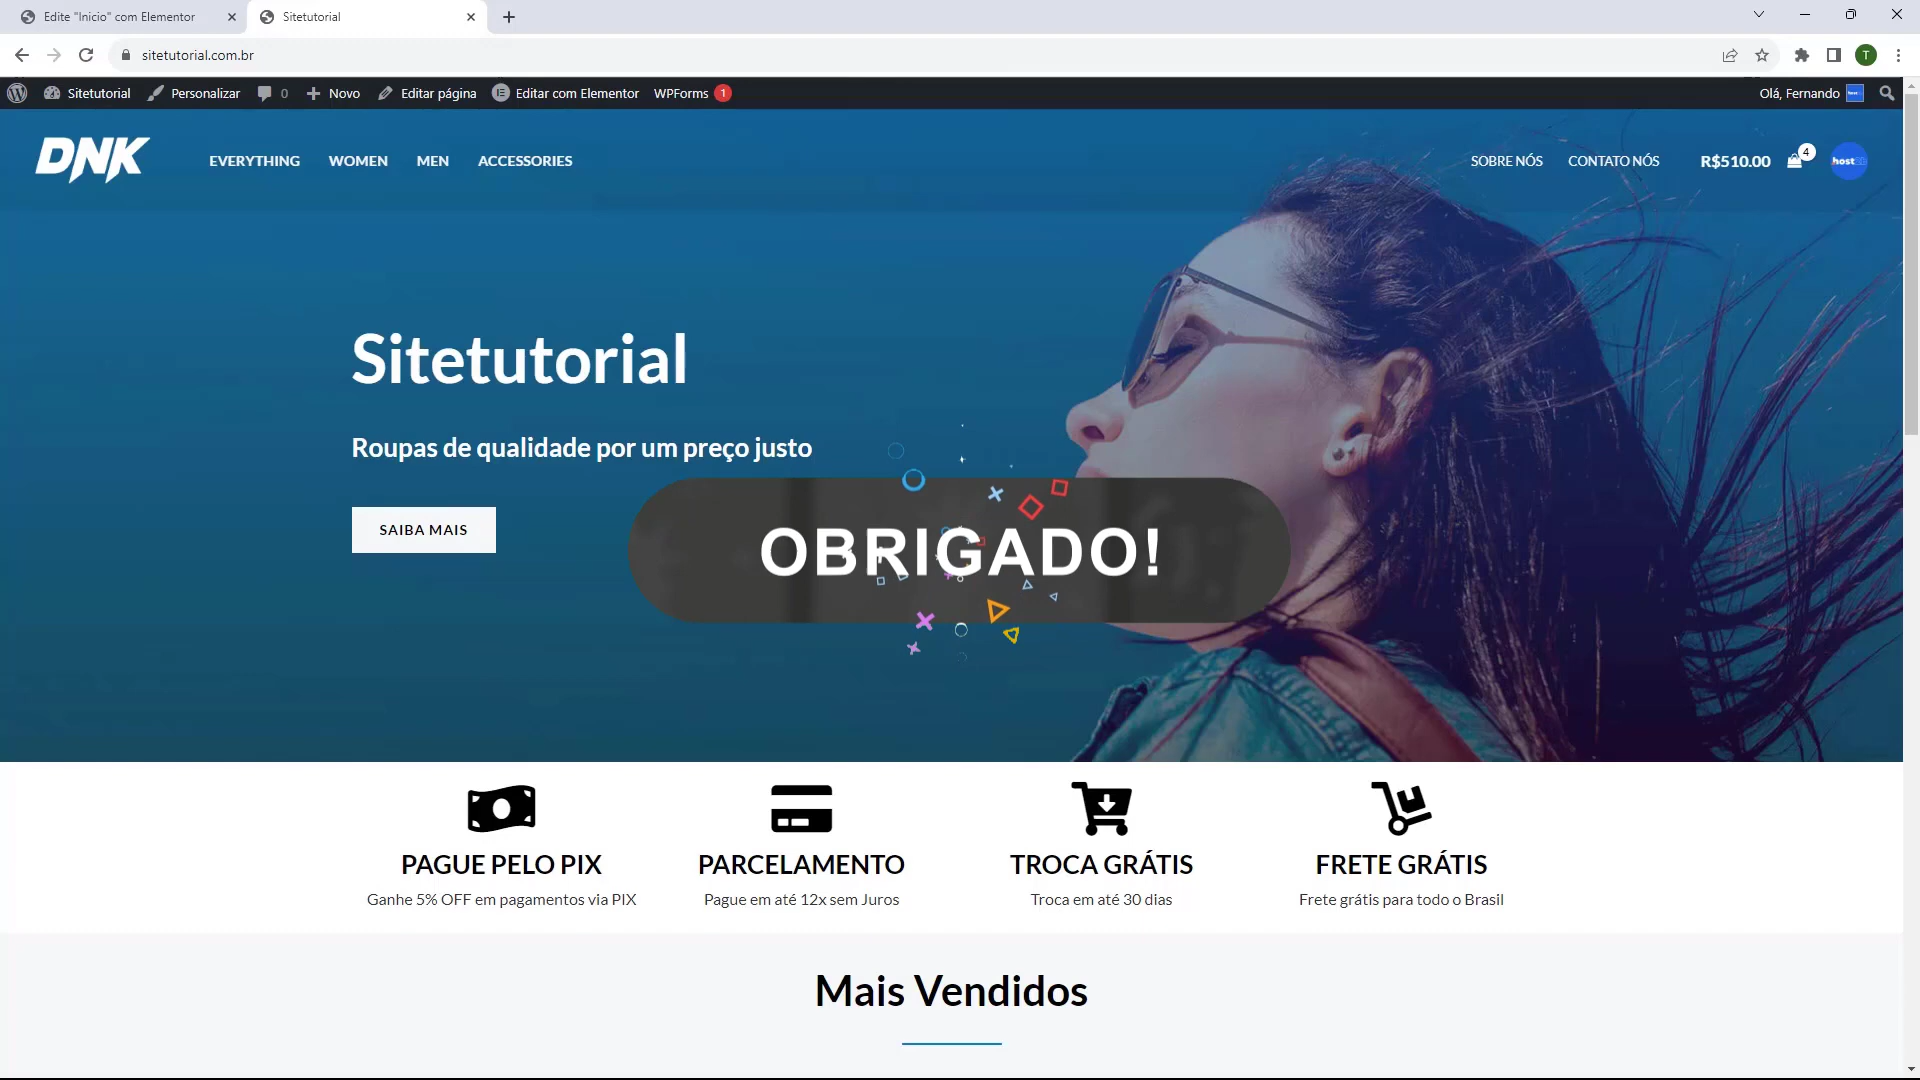 Edite "Inicio" com Elementor
Sitetutorial
sitetutorial.com.br
T
Sitetutorial
Personalizar
0
Novo
Editar página
Editar com Elementor
WPForms 1
Olá, Fernando
DNK
EVERYTHING
WOMEN
MEN
ACCESSORIES
SOBRE NÓS
CONTATO NÓS
R$510.00
4
host
Sitetutorial
Roupas de qualidade por um preço justo
SAIBA MAIS
OBRIGADO!
PAGUE PELO PIX
Ganhe 5% OFF em pagamentos via PIX
PARCELAMENTO
Pague em até 12x sem Juros
TROCA GRÁTIS
Troca em até 30 dias
FRETE GRÁTIS
Frete grátis para todo o Brasil
Mais Vendidos